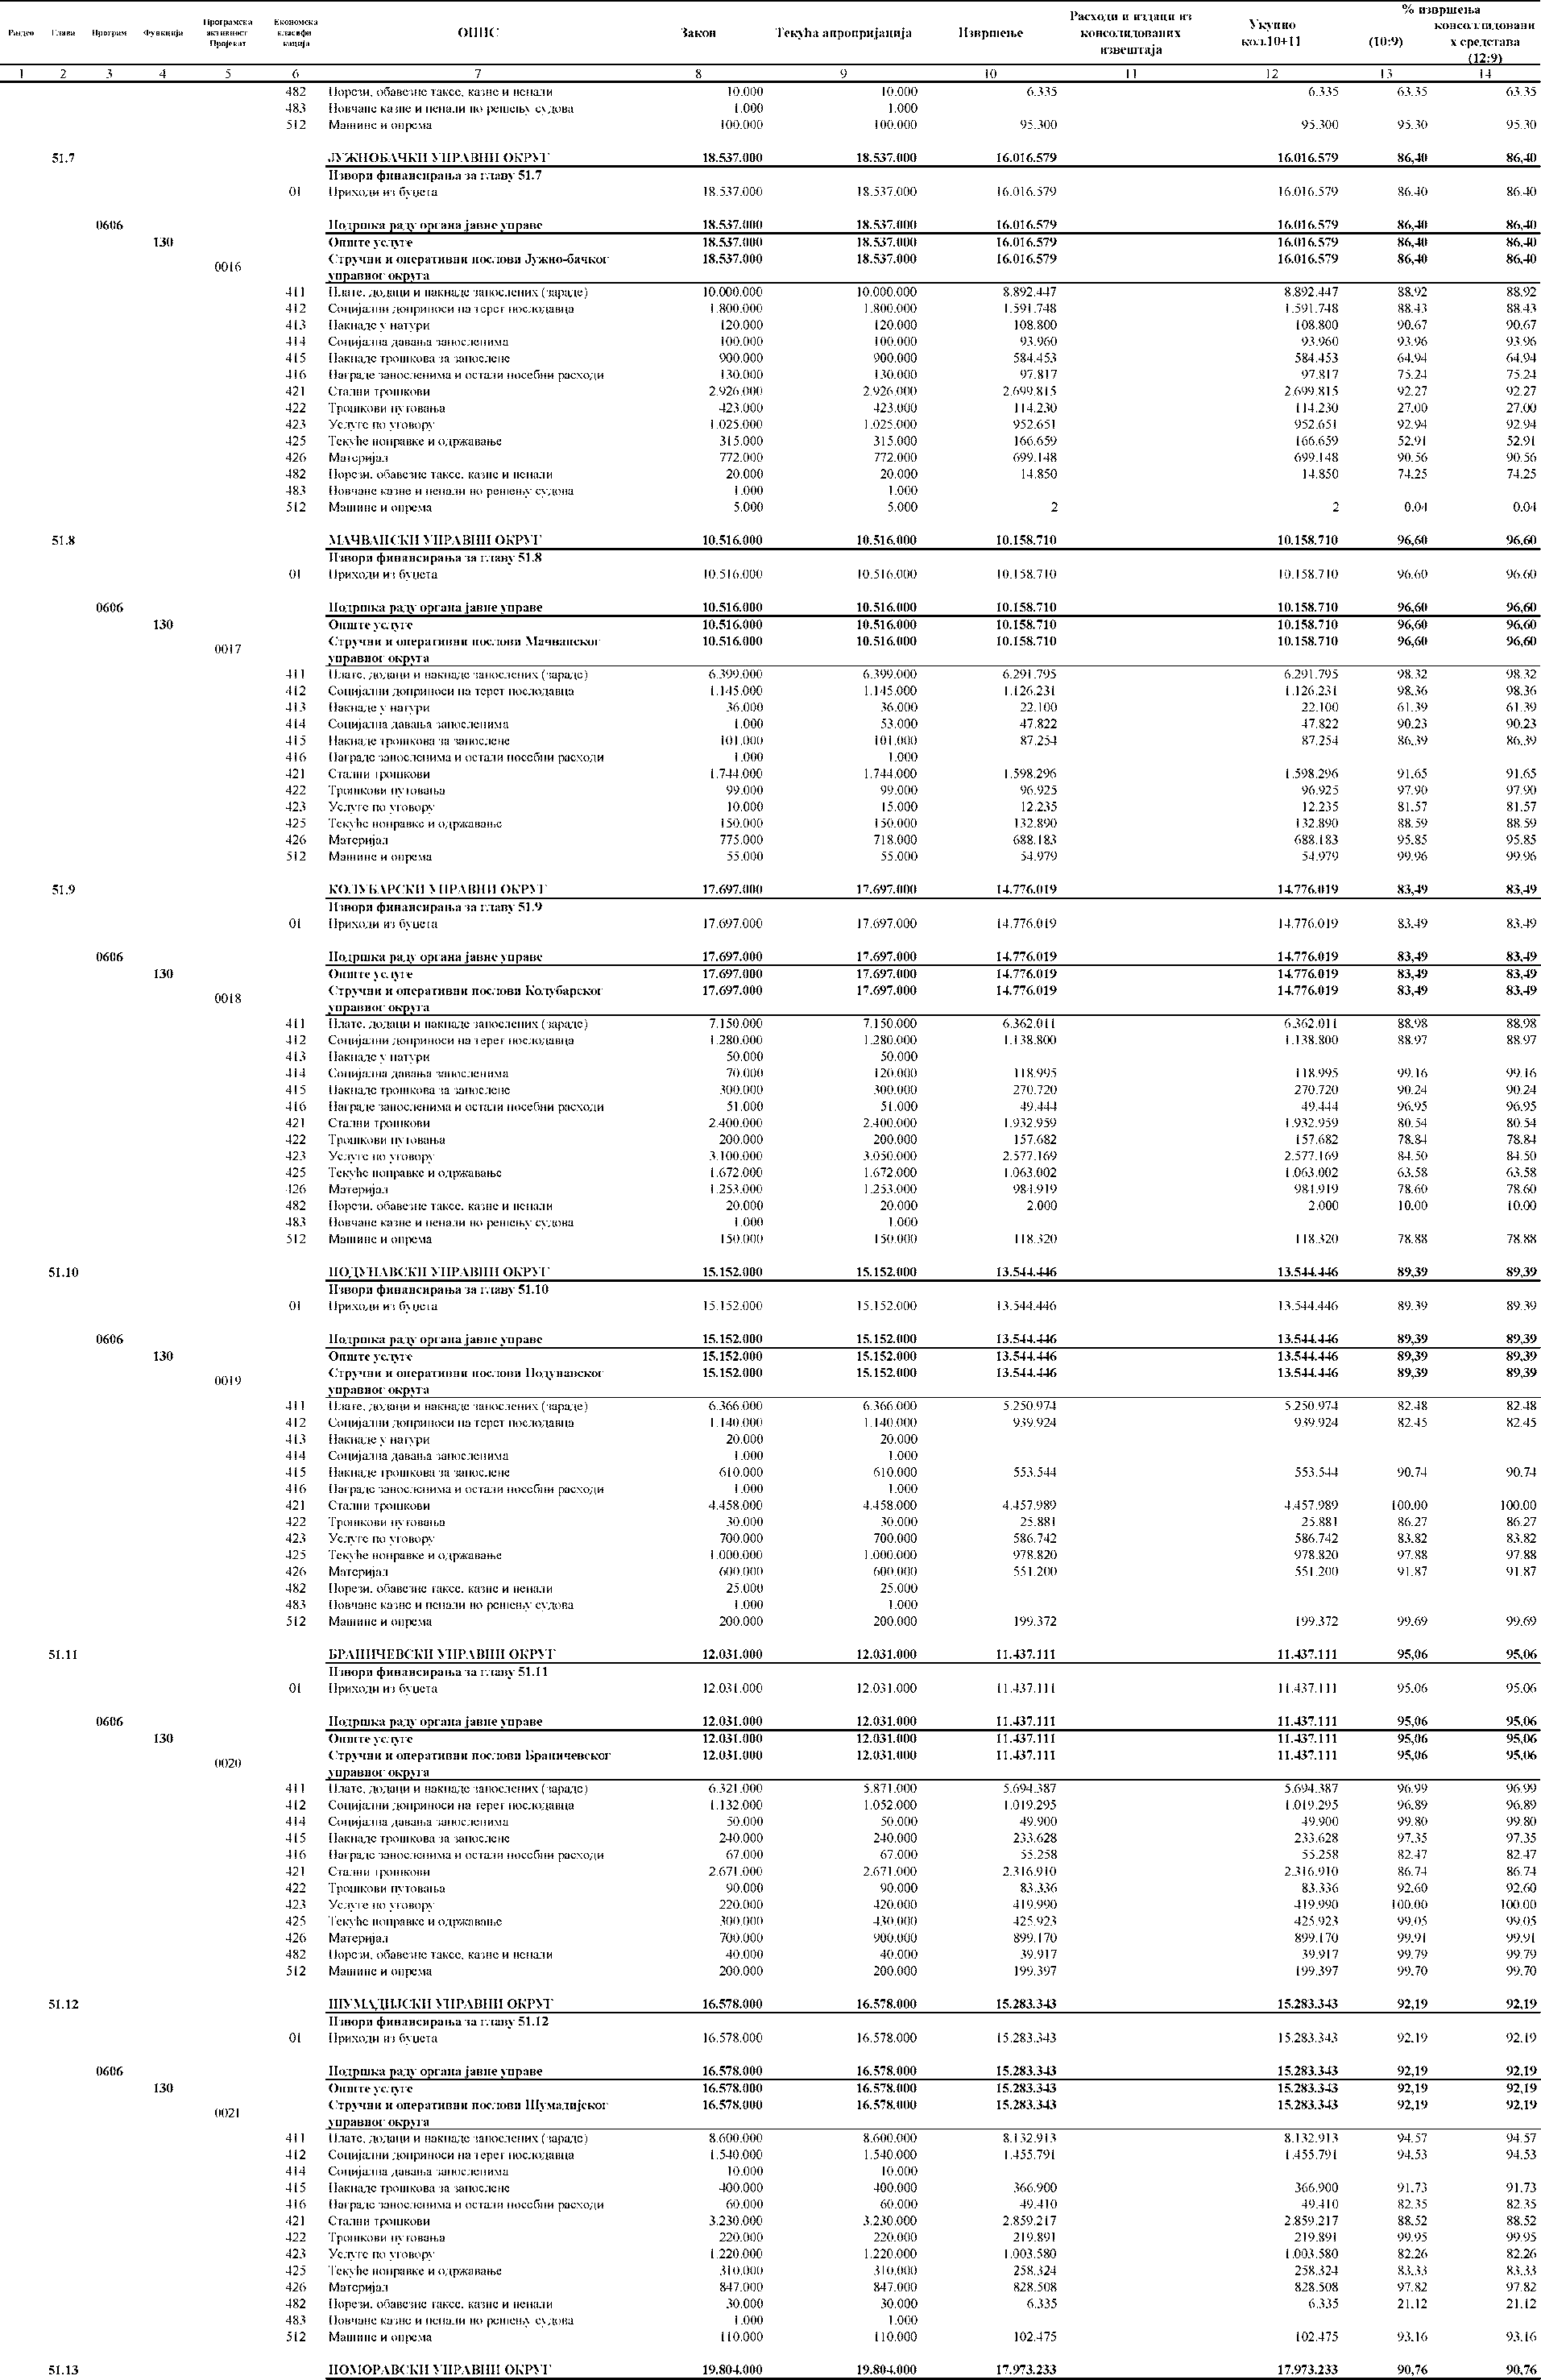 Раздео Глава Програм Функција Програмска активност/Пројекат Економска класификација ОПИС Закон Текућа апропријација Извршење Расходи и издаци из консолидованих извештаја Укупно кол.10+11 % извршења (10:9) консолидованих средстава (12:9)
1 2 3 4 5 6 7 8 9 10 11 12 13 14
482 Порези, обавезне таксе, казне и пенали 10.000 10.000 6.335 6.335 63,35 63,35
483 Новчане казне и пенали по решењу судова 1.000 1.000
512 Машине и опрема 100.000 100.000 95.300 95.300 95,30 95,30
51.7 ЈУЖНОБАЧКИ УПРАВНИ ОКРУГ 18.537.000 18.537.000 16.016.579 16.016.579 86,40 86,40
Извори финансирања за главу 51.7
01 Приходи из буџета 18.537.000 18.537.000 16.016.579 16.016.579 86,40 86,40
0606 Подршка раду органа јавне управе 18.537.000 18.537.000 16.016.579 16.016.579 86,40 86,40
130 Опште услуге 18.537.000 18.537.000 16.016.579 16.016.579 86,40 86,40
0016 Стручни и оперативни послови Јужно-бачког 18.537.000 18.537.000 16.016.579 16.016.579 86,40 86,40
управног округа
411 Плате, додаци и накнаде запослених (зараде) 10.000.000 10.000.000 8.892.447 8.892.447 88,92 88,92
412 Социјални доприноси на терет послодавца 1.800.000 1.800.000 1.591.748 1.591.748 88,43 88,43
413 Накнаде у натури 120.000 120.000 108.800 108.800 90,67 90,67
414 Социјална давања запосленима 100.000 100.000 93.960 93.960 93,96 93,96
415 Накнаде трошкова за запослене 900.000 900.000 584.453 584.453 64,94 64,94
416 Награде запосленима и остали посебни расходи 130.000 130.000 97.817 97.817 75,24 75,24
421 Стални трошкови 2.926.000 2.926.000 2.699.815 2.699.815 92,27 92,27
422 Трошкови путовања 423.000 423.000 114.230 114.230 27,00 27,00
423 Услуге по уговору 1.025.000 1.025.000 952.651 952.651 92,94 92,94
425 Текуће поправке и одржавање 315.000 315.000 166.659 166.659 52,91 52,91
426 Материјал 772.000 772.000 699.148 699.148 90,56 90,56
482 Порези, обавезне таксе, казне и пенали 20.000 20.000 14.850 14.850 74,25 74,25
483 Новчане казне и пенали по решењу судова 1.000 1.000
512 Машине и опрема 5.000 5.000 2 2 0,04 0,04
51.8 МАЧВАНСКИ УПРАВНИ ОКРУГ 10.516.000 10.516.000 10.158.710 10.158.710 96,60 96,60
Извори финансирања за главу 51.8
01 Приходи из буџета 10.516.000 10.516.000 10.158.710 10.158.710 96,60 96,60
0606 Подршка раду органа јавне управе 10.516.000 10.516.000 10.158.710 10.158.710 96,60 96,60
130 Опште услуге 10.516.000 10.516.000 10.158.710 10.158.710 96,60 96,60
0017 Стручни и оперативни послови Мачванског 10.516.000 10.516.000 10.158.710 10.158.710 96,60 96,60
управног округа
411 Плате, додаци и накнаде запослених (зараде) 6.399.000 6.399.000 6.291.795 6.291.795 98,32 98,32
412 Социјални доприноси на терет послодавца 1.145.000 1.145.000 1.126.231 1.126.231 98,36 98,36
413 Накнаде у натури 36.000 36.000 22.100 22.100 61,39 61,39
414 Социјална давања запосленима 1.000 53.000 47.822 47.822 90,23 90,23
415 Накнаде трошкова за запослене 101.000 101.000 87.254 87.254 86,39 86,39
416 Награде запосленима и остали посебни расходи 1.000 1.000
421 Стални трошкови 1.744.000 1.744.000 1.598.296 1.598.296 91,65 91,65
422 Трошкови путовања 99.000 99.000 96.925 96.925 97,90 97,90
423 Услуге по уговору 10.000 15.000 12.235 12.235 81,57 81,57
425 Текуће поправке и одржавање 150.000 150.000 132.890 132.890 88,59 88,59
426 Материјал 775.000 718.000 688.183 688.183 95,85 95,85
512 Машине и опрема 55.000 55.000 54.979 54.979 99,96 99,96
51.9 КОЛУБАРСКИ УПРАВНИ ОКРУГ 17.697.000 17.697.000 14.776.019 14.776.019 83,49 83,49
Извори финансирања за главу 51.9
01 Приходи из буџета 17.697.000 17.697.000 14.776.019 14.776.019 83,49 83,49
0606 Подршка раду органа јавне управе 17.697.000 17.697.000 14.776.019 14.776.019 83,49 83,49
130 Опште услуге 17.697.000 17.697.000 14.776.019 14.776.019 83,49 83,49
0018 Стручни и оперативни послови Колубарског 17.697.000 17.697.000 14.776.019 14.776.019 83,49 83,49
управног округа
411 Плате, додаци и накнаде запослених (зараде) 7.150.000 7.150.000 6.362.011 6.362.011 88,98 88,98
412 Социјални доприноси на терет послодавца 1.280.000 1.280.000 1.138.800 1.138.800 88,97 88,97
413 Накнаде у натури 50.000 50.000
414 Социјална давања запосленима 70.000 120.000 118.995 118.995 99,16 99,16
415 Накнаде трошкова за запослене 300.000 300.000 270.720 270.720 90,24 90,24
416 Награде запосленима и остали посебни расходи 51.000 51.000 49.444 49.444 96,95 96,95
421 Стални трошкови 2.400.000 2.400.000 1.932.959 1.932.959 80,54 80,54
422 Трошкови путовања 200.000 200.000 157.682 157.682 78,84 78,84
423 Услуге по уговору 3.100.000 3.050.000 2.577.169 2.577.169 84,50 84,50
425 Текуће поправке и одржавање 1.672.000 1.672.000 1.063.002 1.063.002 63,58 63,58
426 Материјал 1.253.000 1.253.000 984.919 984.919 78,60 78,60
482 Порези, обавезне таксе, казне и пенали 20.000 20.000 2.000 2.000 10,00 10,00
483 Новчане казне и пенали по решењу судова 1.000 1.000
512 Машине и опрема 150.000 150.000 118.320 118.320 78,88 78,88
51.10 ПОДУНАВСКИ УПРАВНИ ОКРУГ 15.152.000 15.152.000 13.544.446 13.544.446 89,39 89,39
Извори финансирања за главу 51.10
01 Приходи из буџета 15.152.000 15.152.000 13.544.446 13.544.446 89,39 89,39
0606 Подршка раду органа јавне управе 15.152.000 15.152.000 13.544.446 13.544.446 89,39 89,39
130 Опште услуге 15.152.000 15.152.000 13.544.446 13.544.446 89,39 89,39
0019 Стручни и оперативни послови Подунавског 15.152.000 15.152.000 13.544.446 13.544.446 89,39 89,39
управног округа
411 Плате, додаци и накнаде запослених (зараде) 6.366.000 6.366.000 5.250.974 5.250.974 82,48 82,48
412 Социјални доприноси на терет послодавца 1.140.000 1.140.000 939.924 939.924 82,45 82,45
413 Накнаде у натури 20.000 20.000
414 Социјална давања запосленима 1.000 1.000
415 Накнаде трошкова за запослене 610.000 610.000 553.544 553.544 90,74 90,74
416 Награде запосленима и остали посебни расходи 1.000 1.000
421 Стални трошкови 4.458.000 4.458.000 4.457.989 4.457.989 100,00 100,00
422 Трошкови путовања 30.000 30.000 25.881 25.881 86,27 86,27
423 Услуге по уговору 700.000 700.000 586.742 586.742 83,82 83,82
425 Текуће поправке и одржавање 1.000.000 1.000.000 978.820 978.820 97,88 97,88
426 Материјал 600.000 600.000 551.200 551.200 91,87 91,87
482 Порези, обавезне таксе, казне и пенали 25.000 25.000
483 Новчане казне и пенали по решењу судова 1.000 1.000
512 Машине и опрема 200.000 200.000 199.372 199.372 99,69 99,69
51.11 БРАНИЧЕВСКИ УПРАВНИ ОКРУГ 12.031.000 12.031.000 11.437.111 11.437.111 95,06 95,06
Извори финансирања за главу 51.11
01 Приходи из буџета 12.031.000 12.031.000 11.437.111 11.437.111 95,06 95,06
0606 Подршка раду органа јавне управе 12.031.000 12.031.000 11.437.111 11.437.111 95,06 95,06
130 Опште услуге 12.031.000 12.031.000 11.437.111 11.437.111 95,06 95,06
0020 Стручни и оперативни послови Браничевског 12.031.000 12.031.000 11.437.111 11.437.111 95,06 95,06
управног округа
411 Плате, додаци и накнаде запослених (зараде) 6.321.000 5.871.000 5.694.387 5.694.387 96,99 96,99
412 Социјални доприноси на терет послодавца 1.132.000 1.052.000 1.019.295 1.019.295 96,89 96,89
414 Социјална давања запосленима 50.000 50.000 49.900 49.900 99,80 99,80
415 Накнаде трошкова за запослене 240.000 240.000 233.628 233.628 97,35 97,35
416 Награде запосленима и остали посебни расходи 67.000 67.000 55.258 55.258 82,47 82,47
421 Стални трошкови 2.671.000 2.671.000 2.316.910 2.316.910 86,74 86,74
422 Трошкови путовања 90.000 90.000 83.336 83.336 92,60 92,60
423 Услуге по уговору 220.000 420.000 419.990 419.990 100,00 100,00
425 Текуће поправке и одржавање 300.000 430.000 425.923 425.923 99,05 99,05
426 Материјал 700.000 900.000 899.170 899.170 99,91 99,91
482 Порези, обавезне таксе, казне и пенали 40.000 40.000 39.917 39.917 99,79 99,79
512 Машине и опрема 200.000 200.000 199.397 199.397 99,70 99,70
51.12 ШУМАДИЈСКИ УПРАВНИ ОКРУГ 16.578.000 16.578.000 15.283.343 15.283.343 92,19 92,19
Извори финансирања за главу 51.12
01 Приходи из буџета 16.578.000 16.578.000 15.283.343 15.283.343 92,19 92,19
0606 Подршка раду органа јавне управе 16.578.000 16.578.000 15.283.343 15.283.343 92,19 92,19
130 Опште услуге 16.578.000 16.578.000 15.283.343 15.283.343 92,19 92,19
0021 Стручни и оперативни послови Шумадијског 16.578.000 16.578.000 15.283.343 15.283.343 92,19 92,19
управног округа
411 Плате, додаци и накнаде запослених (зараде) 8.600.000 8.600.000 8.132.913 8.132.913 94,57 94,57
412 Социјални доприноси на терет послодавца 1.540.000 1.540.000 1.455.791 1.455.791 94,53 94,53
414 Социјална давања запосленима 10.000 10.000
415 Накнаде трошкова за запослене 400.000 400.000 366.900 366.900 91,73 91,73
416 Награде запосленима и остали посебни расходи 60.000 60.000 49.410 49.410 82,35 82,35
421 Стални трошкови 3.230.000 3.230.000 2.859.217 2.859.217 88,52 88,52
422 Трошкови путовања 220.000 220.000 219.891 219.891 99,95 99,95
423 Услуге по уговору 1.220.000 1.220.000 1.003.580 1.003.580 82,26 82,26
425 Текуће поправке и одржавање 310.000 310.000 258.324 258.324 83,33 83,33
426 Материјал 847.000 847.000 828.508 828.508 97,82 97,82
482 Порези, обавезне таксе, казне и пенали 30.000 30.000 6.335 6.335 21,12 21,12
483 Новчане казне и пенали по решењу судова 1.000 1.000
512 Машине и опрема 110.000 110.000 102.475 102.475 93,16 93,16
51.13 ПОМОРАВСКИ УПРАВНИ ОКРУГ 19.804.000 19.804.000 17.973.233 17.973.233 90,76 90,76